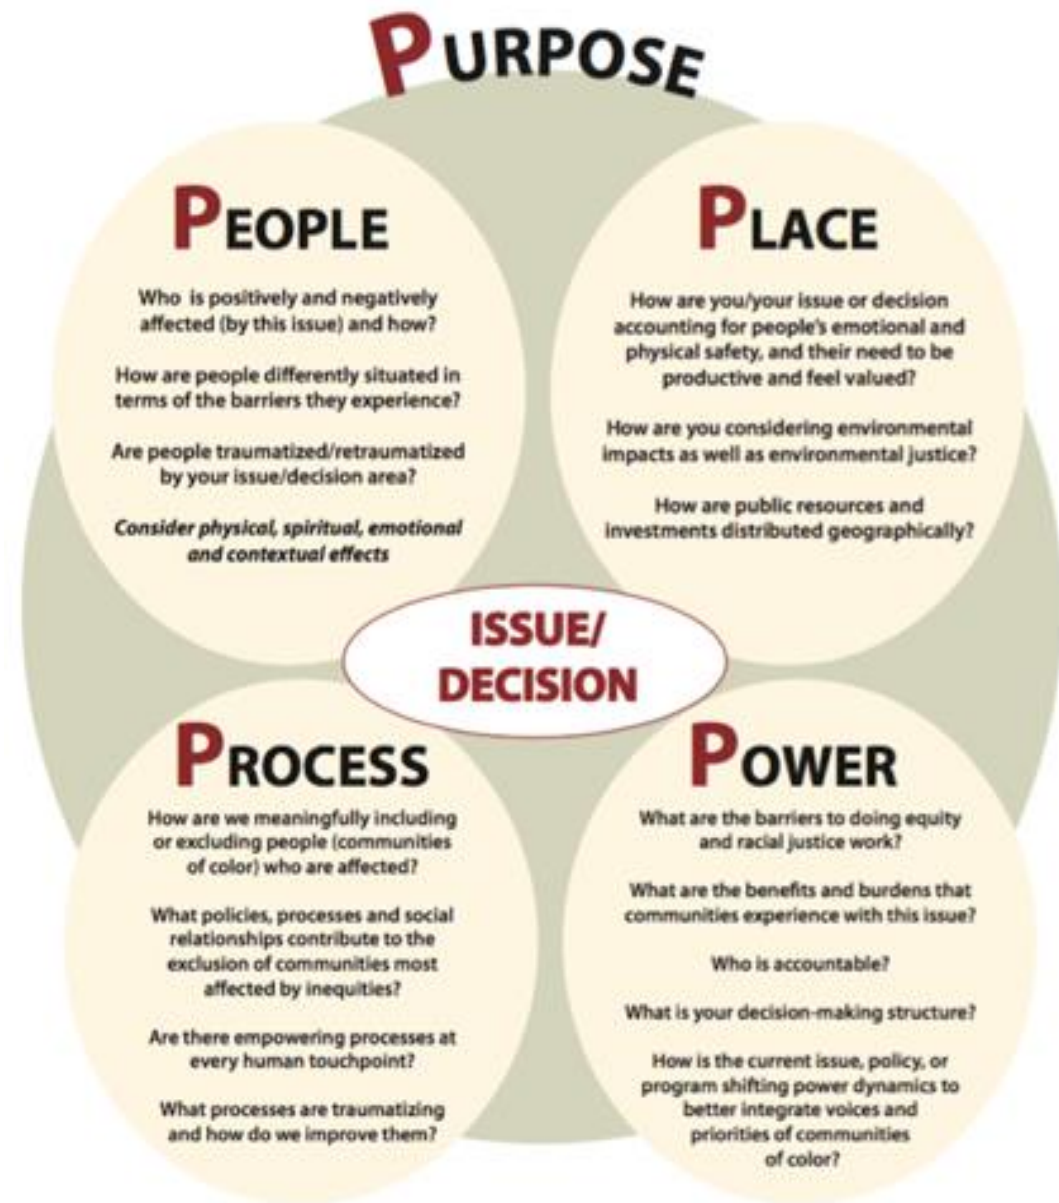 PURPOSE
PEOPLE
Who is positively and negatively
affected (by this issue) and how?
How are people differently situated in
terms of the barriers they experience?
Are people traumatized/retraumatized
by your issue/decision area?
Consider physical, spiritual, emotional
and contextual effects
PLACE
How are you/your issue or decision
accounting for people's emotional and
physical safety, and their need to be
productive and feel valued?
How are you considering environmental
impacts as well as environmental justice?
How are public resources and
investments distributed geographically?
ISSUE/
DECISION
PROCESS
How are we meaningfully including
or excluding people (communities
of color) who are affected?
What policies, processes and social
relationships contribute to the
exclusion of communities most
affected by inequities?
Are there empowering processes at
every human touchpoint?
What processes are traumatizing
and how do we improve them?
POWER
What are the barriers to doing equity
and racial justice work?
What are the benefits and burdens that
communities experience with this issue?
Who is accountable?
What is your decision-making structure?
How is the current issue, policy, or
program shifting power dynamics to
better integrate voices and
priorities of communities
of color?